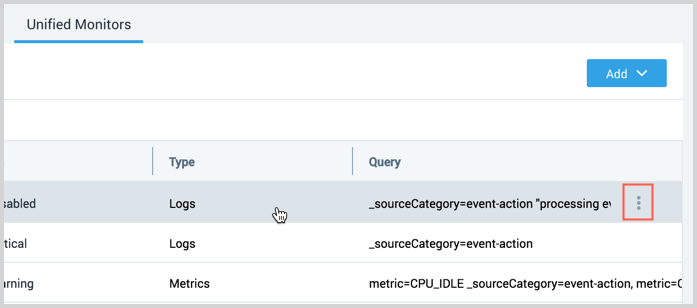 Unified Monitors
Add
Type Query
sabled Logs _sourceCategory=event-action "processing ev
tical Logs _sourceCategory=event-action
arning Metrics metric=CPU_IDLE _sourceCategory=event-action, metric=C